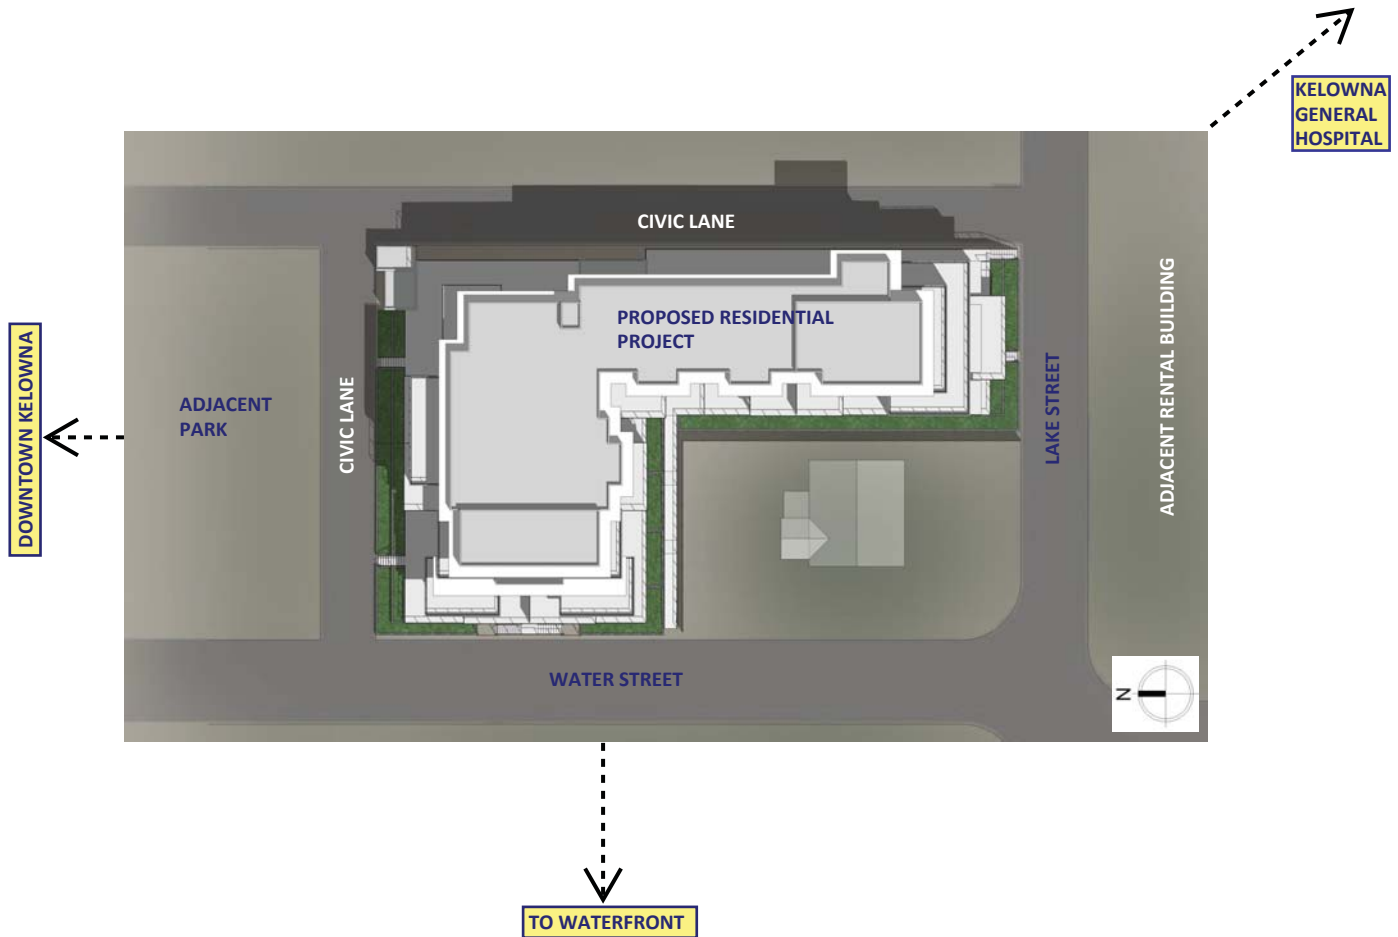 KELOWNA
GENERAL
HOSPITAL
CIVIC LANE
PROPOSED RESIDENTIAL
PROJECT
ADJACENT
PARK
CIVIC LANE
DOWNTOWN KELOWNA
LAKE STREET
ADJACENT RENTAL BUILDING
WATER STREET
N
TO WATERFRONT